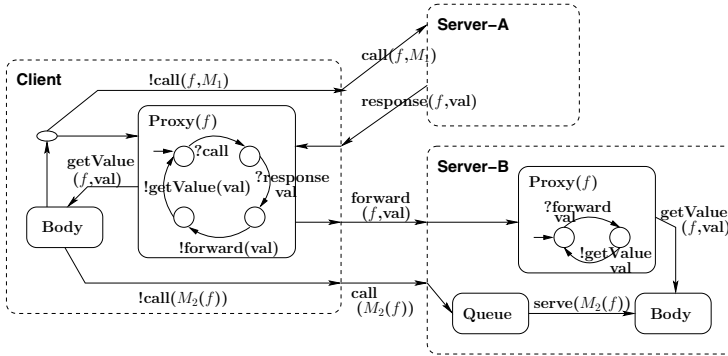 Server-A
call(f,M₁)
response(f,val)
Client
!call(f,M₁)
Proxy(f)
?call
?response
val
!getValue(val)
!forward(val)
getValue
(f,val)
Body
!call(M₂(f))
forward
(f,val)
call
(M₂(f))
Server-B
Proxy(f)
?forward
val
!getValue
val
getValue
(f,val)
Queue
serve(M₂(f))
Body